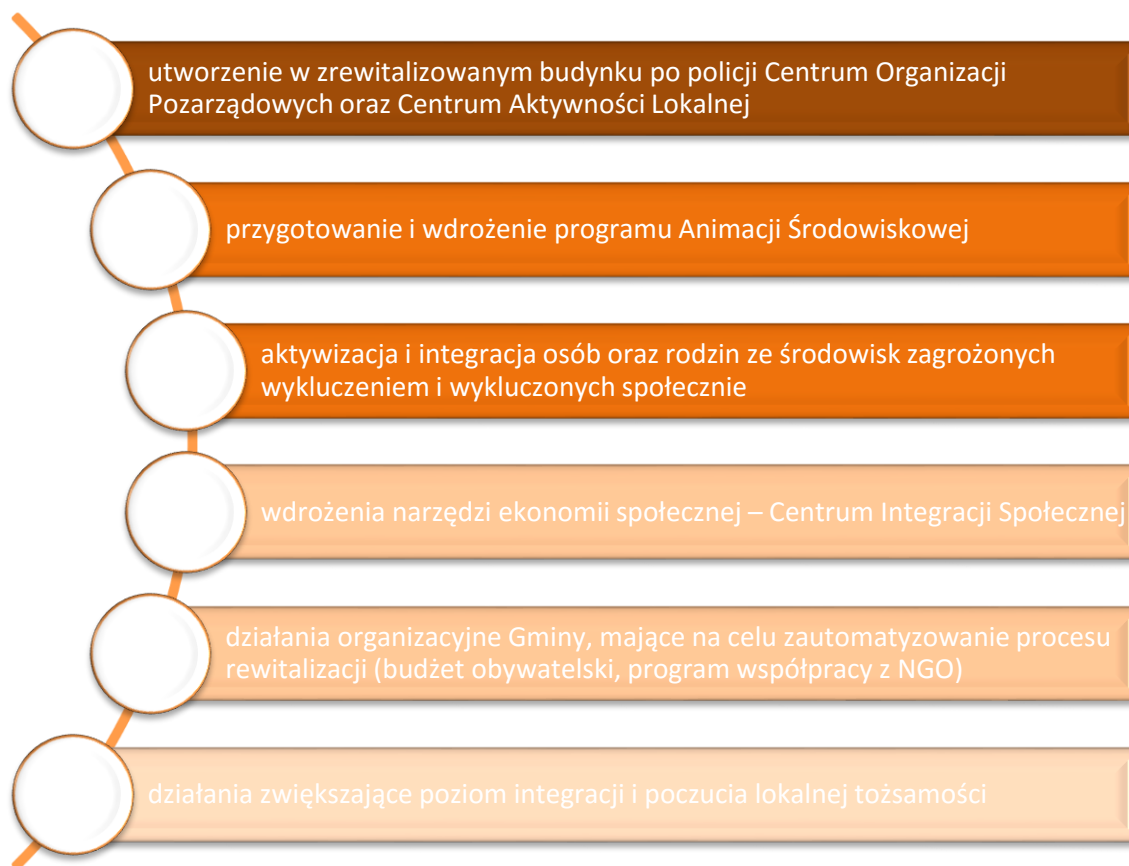 utworzenie w zrewitalizowanym budynku po policji Centrum Organizacji
Pozarządowych oraz Centrum Aktywności Lokalnej
przygotowanie i wdrożenie programu Animacji Środowiskowej
aktywizacja i integracja osób oraz rodzin ze środowisk zagrożonych
wykluczeniem i wykluczonych społecznie
wdrożenia narzędzi ekonomii społecznej – Centrum Integracji Społecznej
działania organizacyjne Gminy, mające na celu zautomatyzowanie procesu
rewitalizacji (budżet obywatelski, program współpracy z NGO)
działania zwiększające poziom integracji i poczucia lokalnej tożsamości